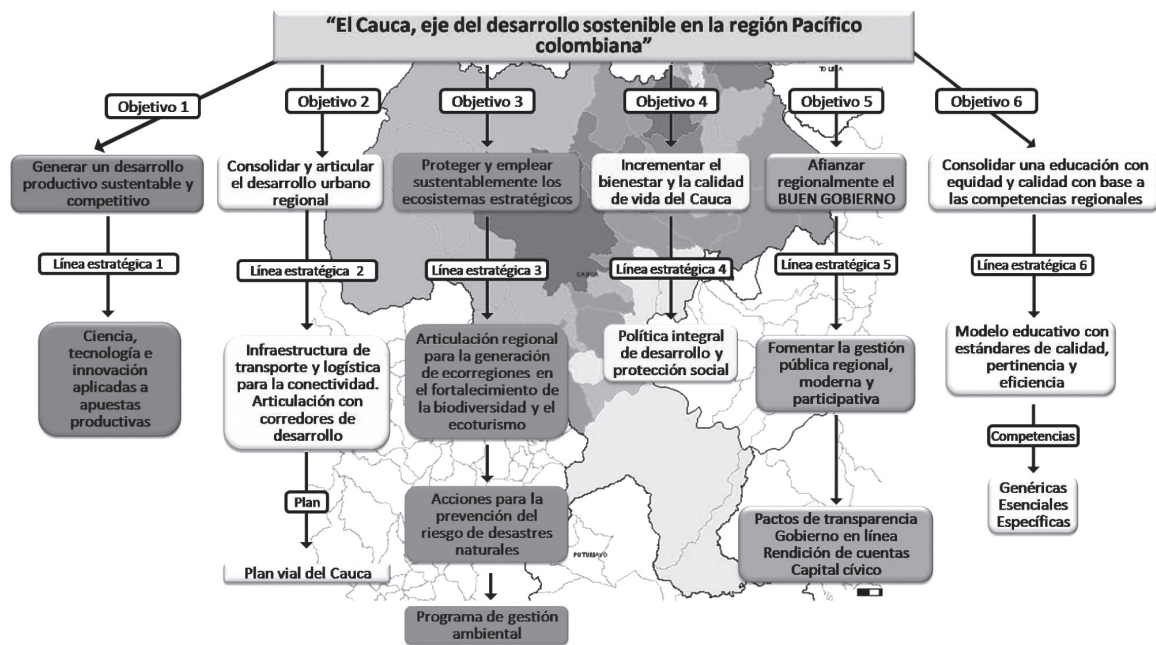 “El Cauca, eje del desarrollo sostenible en la región Pacífico
colombiana”
Objetivo 1
Objetivo 2
Objetivo 3
Objetivo 4
Objetivo 5
Objetivo 6
Generar un desarrollo
productivo sustentable y
competitivo
Consolidar y articular
el desarrollo urbano
regional
Proteger y emplear
sustentablemente los
ecosistemas estratégicos
Incrementar el
bienestar y la calidad
de vida del Cauca
Afianzar
regionalmente el
BUEN GOBIERNO
Consolidar una educación con
equidad y calidad con base a
las competencias regionales
Línea estratégica 1
Línea estratégica 2
Línea estratégica 3
Línea estratégica 4
Línea estratégica 5
Línea estratégica 6
Ciencia,
tecnología e
innovación
aplicadas a
apuestas
productivas
Infraestructura de
transporte y logística
para la conectividad.
Articulación con
corredores de
desarrollo
Articulación regional
para la generación
de ecorregiones en
el fortalecimiento de
la biodiversidad y el
ecoturismo
Política integral
de desarrollo y
protección social
Fomentar la gestión
pública regional,
moderna y
participativa
Modelo educativo con
estándares de calidad,
pertinencia y
eficiencia
Plan
Plan vial del Cauca
Acciones para la
prevención del
riesgo de desastres
naturales
Programa de gestión
ambiental
Pactos de transparencia
Gobierno en línea
Rendición de cuentas
Capital cívico
Competencias
Genéricas
Esenciales
Específicas
CAUCA
PUTUMAYO